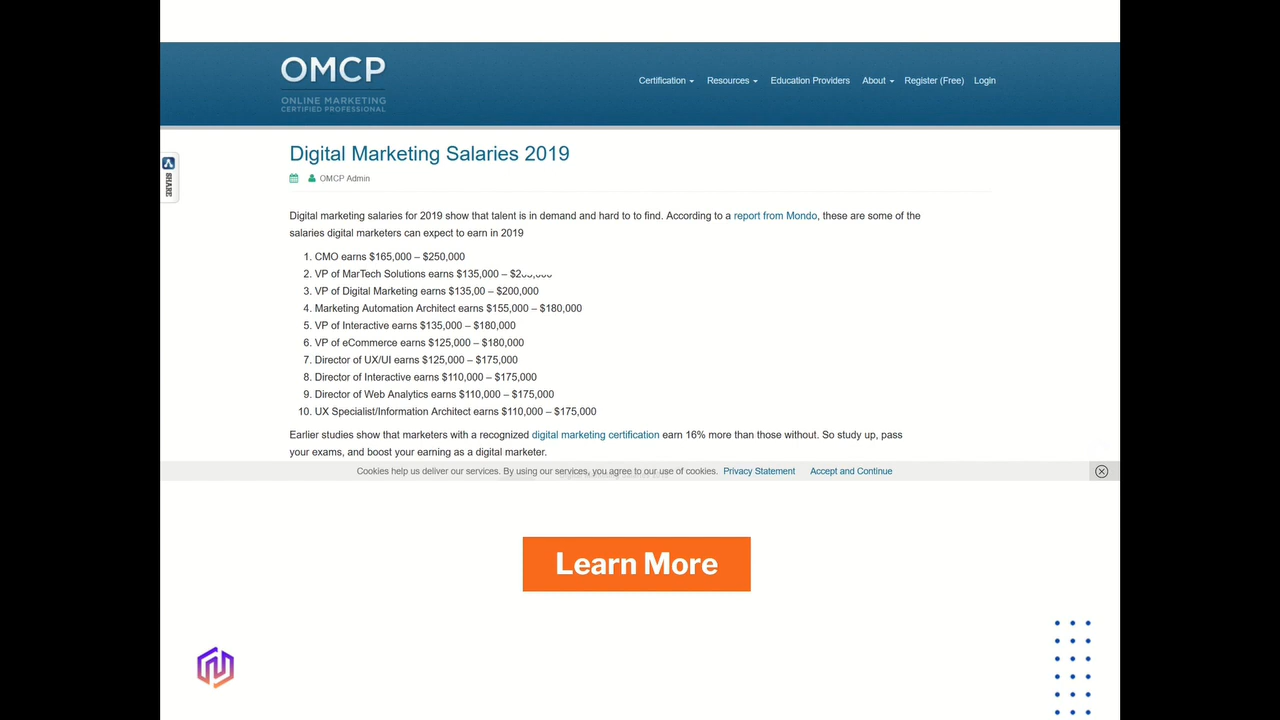 OMCP
ONLINE MARKETING
CERTIFIED PROFESSIONAL
Certification Resources Education Providers About Register (Free) Login
SHARE
Digital Marketing Salaries 2019
OMCP Admin
Digital marketing salaries for 2019 show that talent is in demand and hard to to find. According to a report from Mondo, these are some of the
salaries digital marketers can expect to earn in 2019
1. CMO earns $165,000 – $250,000
2. VP of MarTech Solutions earns $135,000 –
3. VP of Digital Marketing earns $135,00 – $200,000
4. Marketing Automation Architect earns $155,000 – $180,000
5. VP of Interactive earns $135,000 – $180,000
6. VP of eCommerce earns $125,000 – $180,000
7. Director of UX/UI earns $125,000 – $175,000
8. Director of Interactive earns $110,000 – $175,000
9. Director of Web Analytics earns $110,000 – $175,000
10. UX Specialist/Information Architect earns $110,000 – $175,000
Earlier studies show that marketers with a recognized digital marketing certification earn 16% more than those without. So study up, pass
your exams, and boost your earning as a digital marketer.
Cookies help us deliver our services. By using our services, you agree to our use of cookies. Privacy Statement Accept and Continue
Learn More